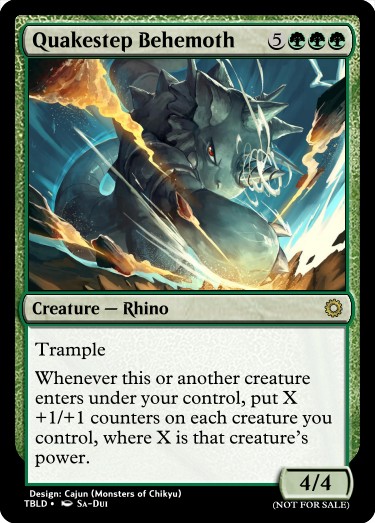 Quakestep Behemoth 5
Creature — Rhino
Trample
Whenever this or another creature
enters under your control, put X
+1/+1 counters on each creature you
control, where X is that creature's
power.
4/4
Design: Cajun (Monsters of Chikyu)
TBLD • Sa-Dui
(NOT FOR SALE)